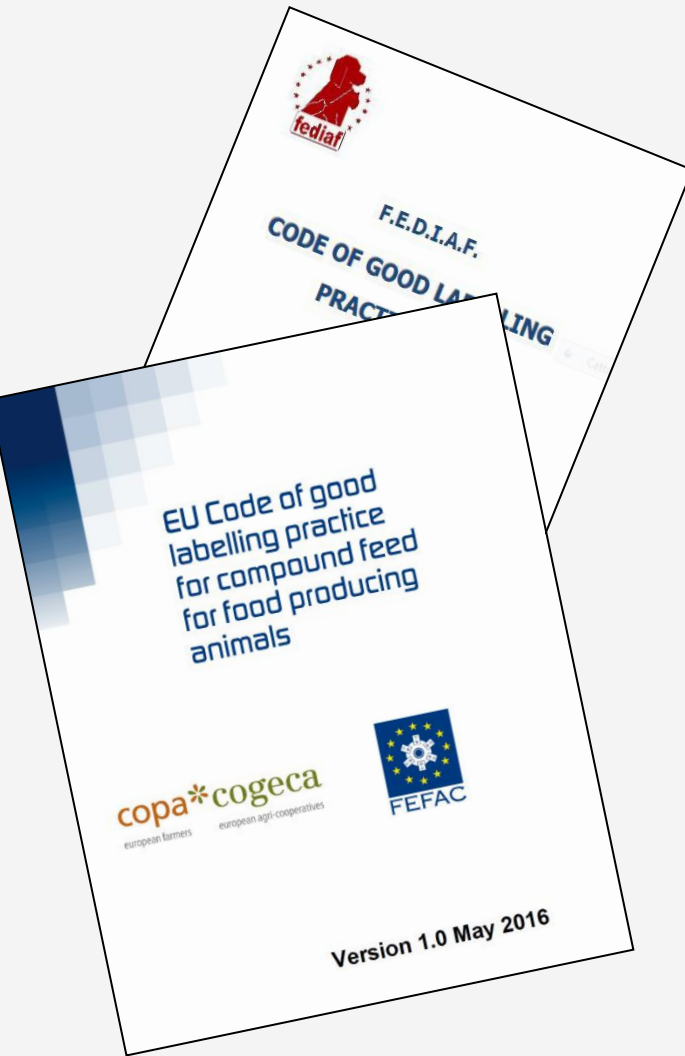 fediaf
F.E.D.I.A.F.
CODE OF GOOD LA LING
PRACT
EU Code of good
labelling practice
for compound feed
for food producing
animals
copa*cogeca
european farmers european agri-cooperatives
FEFAC
Version 1.0 May 2016